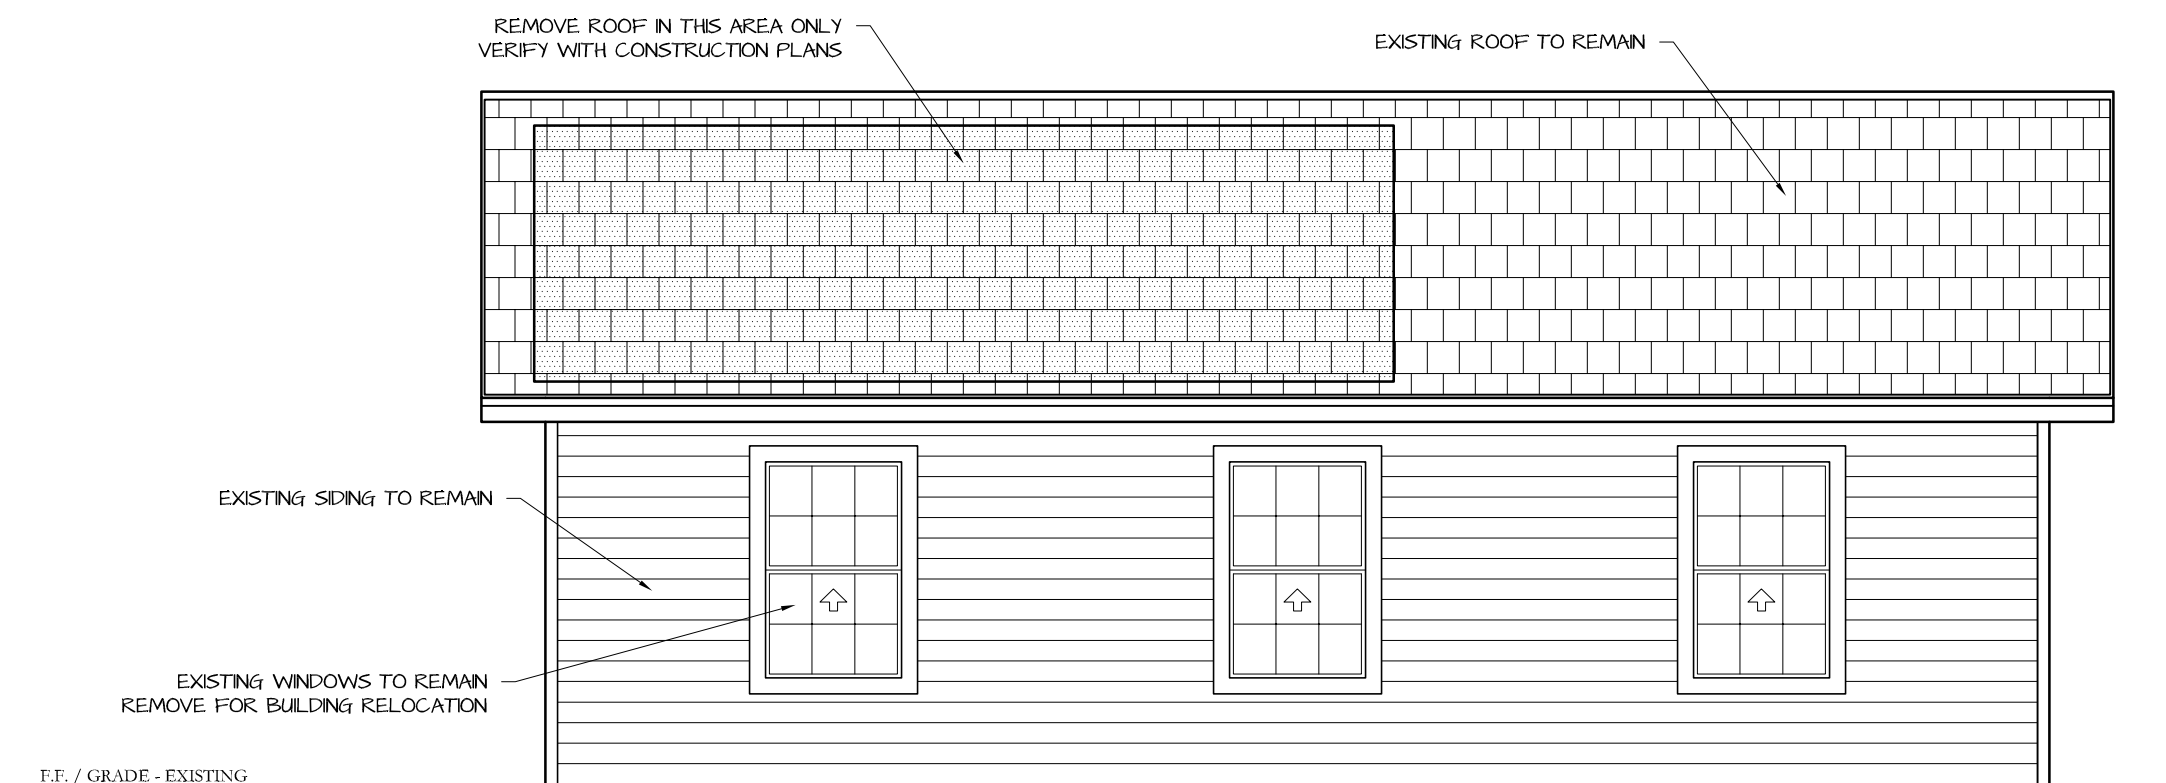 REMOVE ROOF IN THIS AREA ONLY
VERIFY WITH CONSTRUCTION PLANS
EXISTING ROOF TO REMAIN
EXISTING SIDING TO REMAIN
EXISTING WINDOWS TO REMAIN
REMOVE FOR BUILDING RELOCATION
F.F. / GRADE - EXISTING